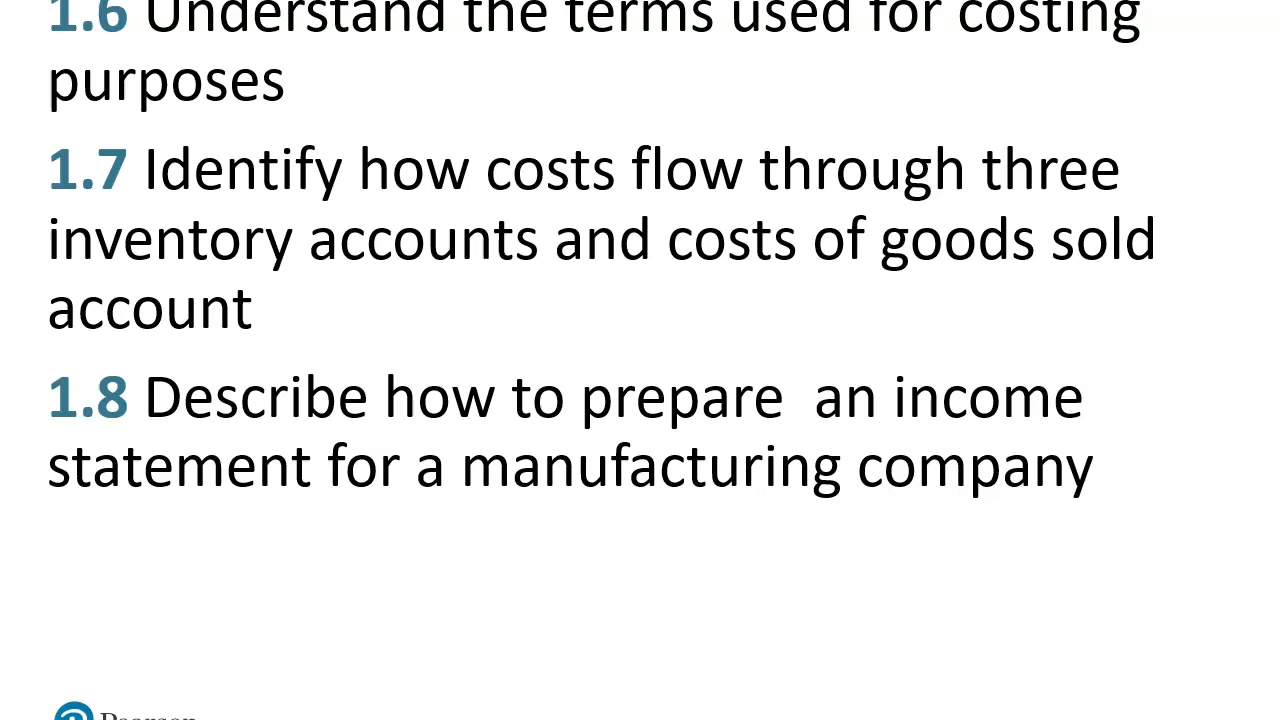 1.6 Understand the terms used for costing
purposes
1.7 Identify how costs flow through three
inventory accounts and costs of goods sold
account
1.8 Describe how to prepare  an income
statement for a manufacturing company
Pearson